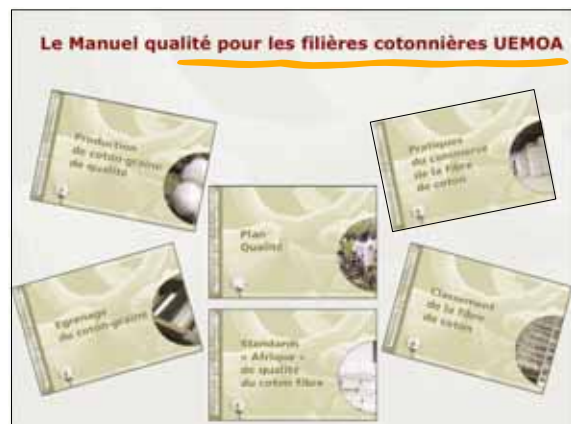 Le Manuel qualité pour les filières cotonnières UEMOA
Production
de coton-graine
de qualité
Pratiques
du commerce
de la fibre
de coton
Plan
Qualité
Egrenage
du coton-graine
Classement
de la fibre
de coton
Standards
« Afrique »
de qualité
du coton fibre